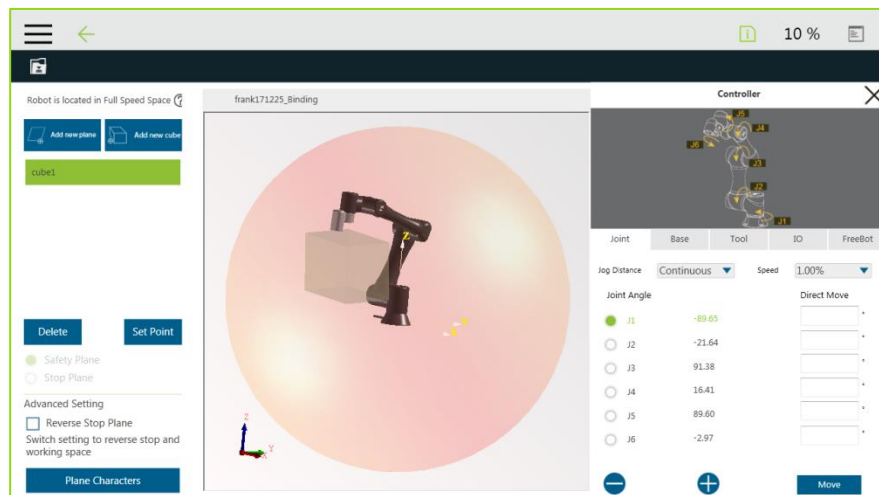 10 %
Robot is located in Full Speed Space
Add new plane
Add new cube
cube1
Delete
Set Point
Safety Plane
Stop Plane
Advanced Setting
Reverse Stop Plane
Switch setting to reverse stop and
working space
Plane Characters
frank171225_Binding
Z
Z
Y
X
Controller
J5
J4
J6
J3
J2
J1
Joint Base Tool IO FreeBot
Jog Distance Continuous Speed 1.00%
Joint Angle Direct Move
J1 -89.65 °
J2 -21.64 °
J3 91.38 °
J4 16.41 °
J5 89.60 °
J6 -2.97 °
Move